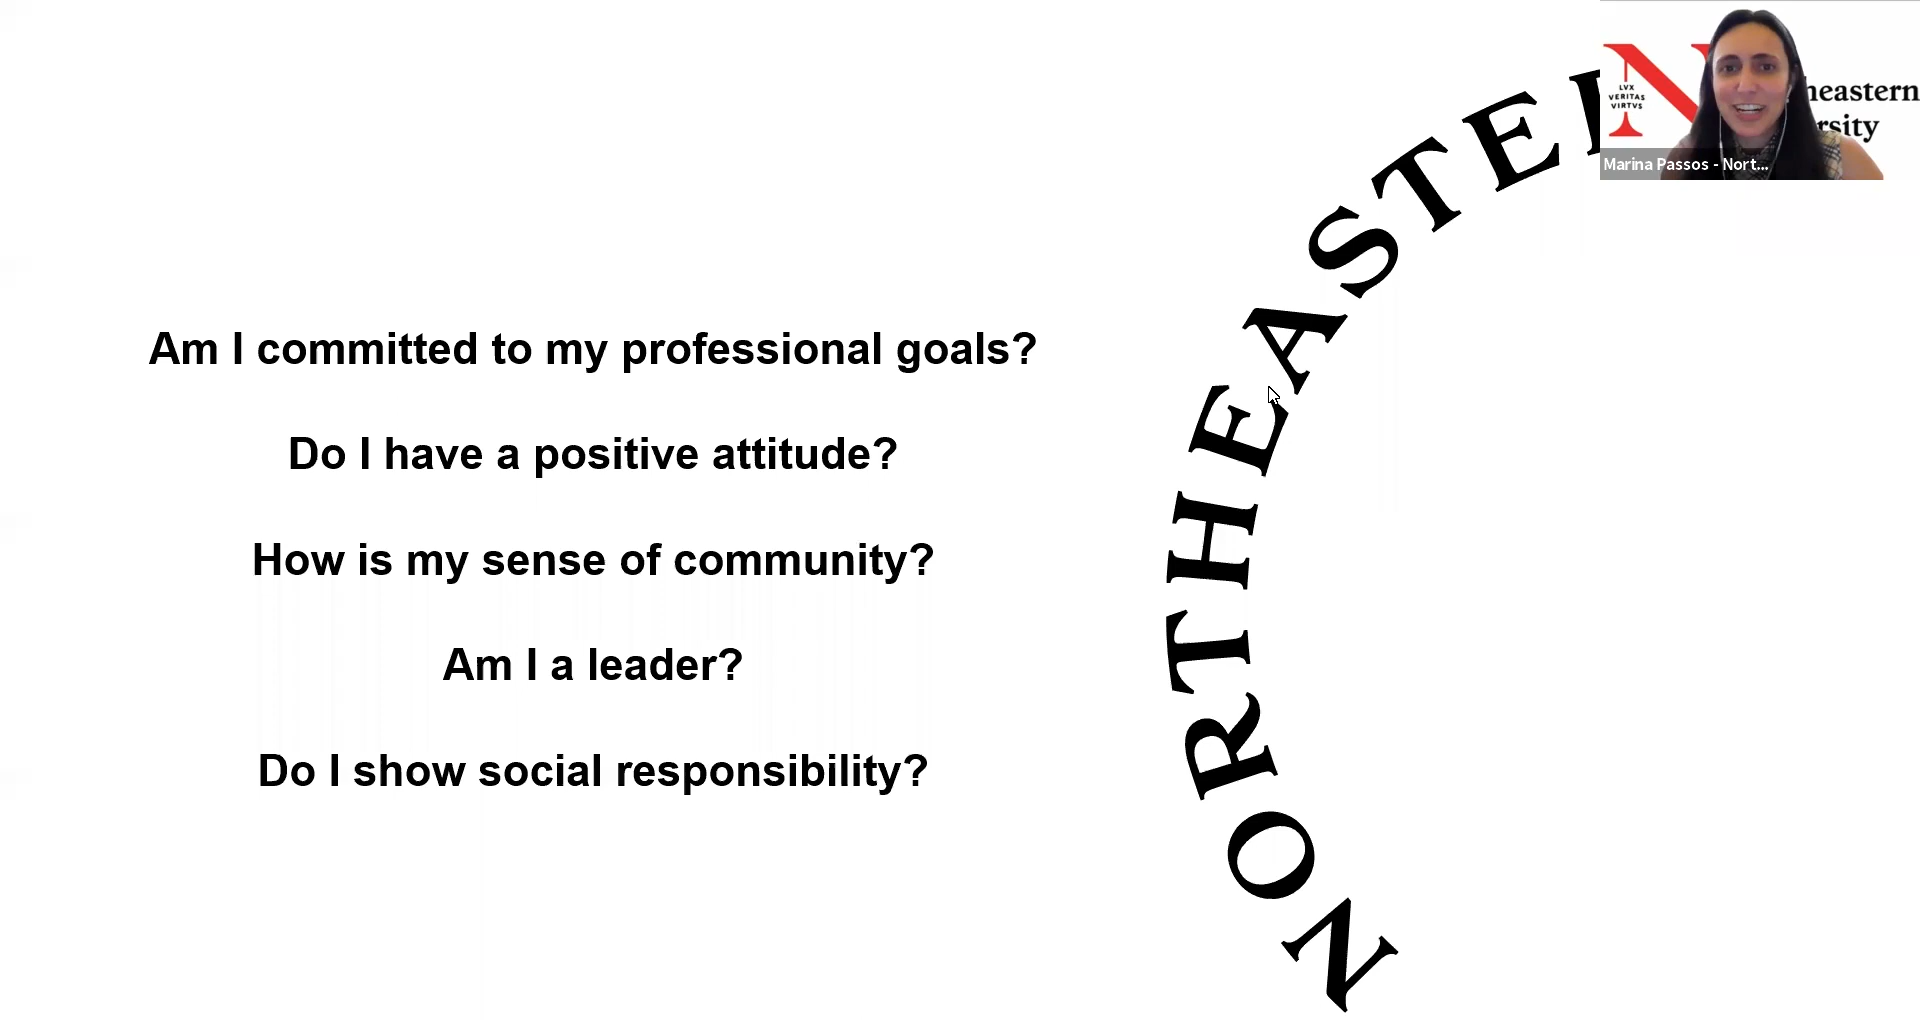 Am I committed to my professional goals?
Do I have a positive attitude?
How is my sense of community?
Am I a leader?
Do I show social responsibility?
NORTHEASTE
LVX
VERITAS
VIRTVS
heastern
rsity
Marina Passos - Nort...